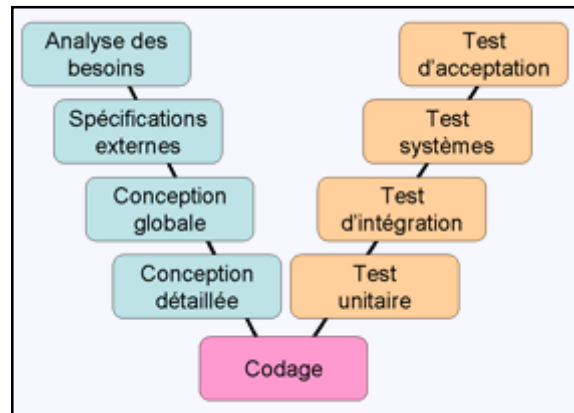 Analyse des
besoins
Test
d'acceptation
Spécifications
externes
Test
systèmes
Conception
globale
Test
d'intégration
Conception
détaillée
Test
unitaire
Codage